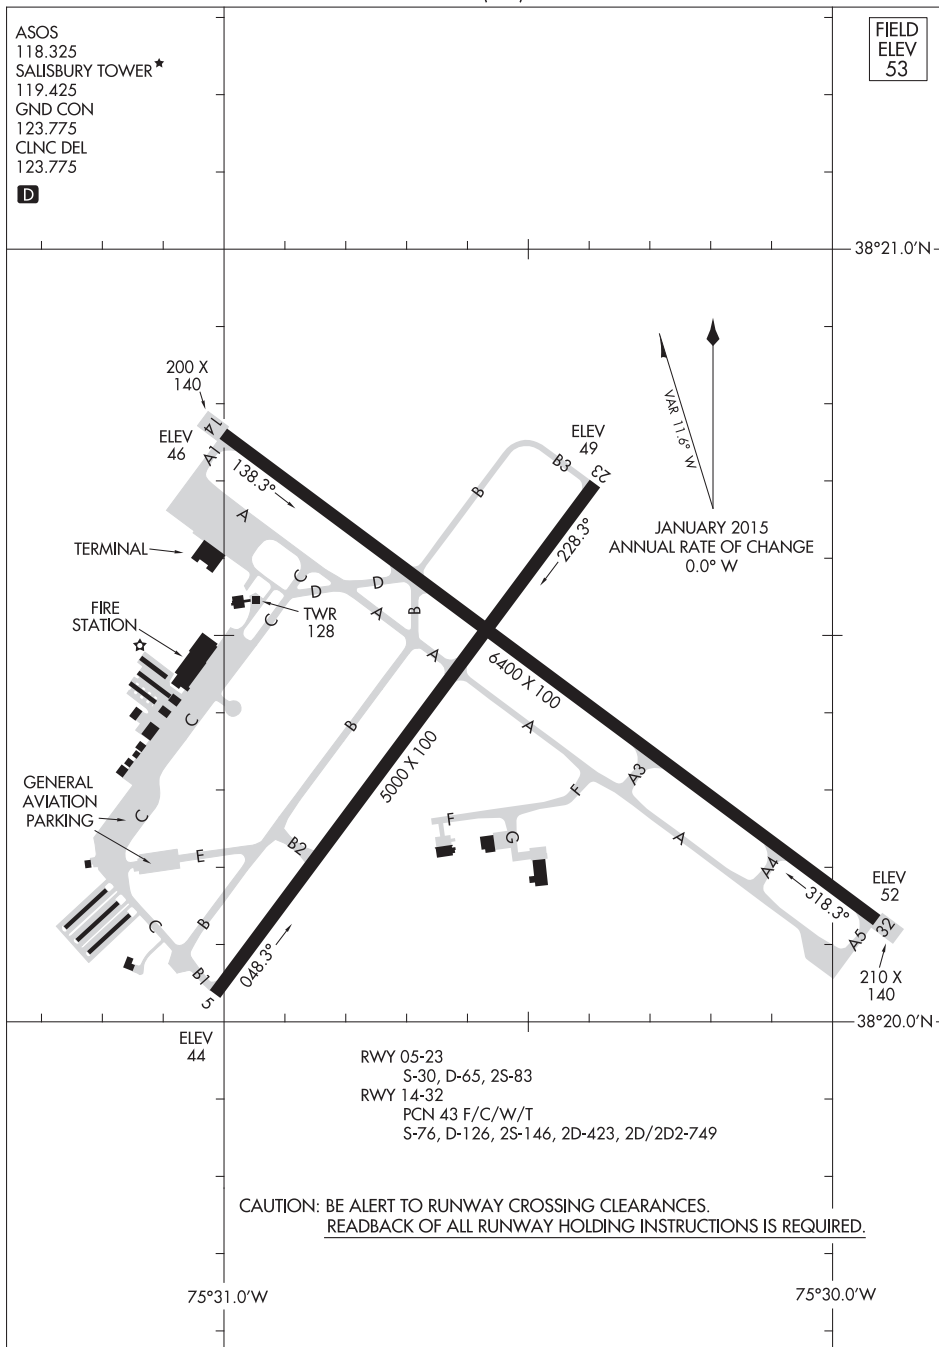 ASOS
118.325
SALISBURY TOWER★
119.425
GND CON
123.775
CLNC DEL
123.775
D
FIELD
ELEV
53
38°21.0'N
200 X
140
14
ELEV
46
A1
138.3°
A
TERMINAL
C
D
D
TWR
128
C
FIRE
STATION
B
B3
ELEV
49
23
228.3°
VAR 11.6° W
JANUARY 2015
ANNUAL RATE OF CHANGE
0.0° W
B
A
A
6400 X 100
C
B
5000 X 100
A
GENERAL
AVIATION
PARKING
C
F
F
G
A3
A
A4
318.3°
ELEV
52
32
A5
210 X
140
E
B2
B
C
048.3°
B1
5
ELEV
44
38°20.0'N
RWY 05-23
S-30, D-65, 2S-83
RWY 14-32
PCN 43 F/C/W/T
S-76, D-126, 2S-146, 2D-423, 2D/2D2-749
CAUTION: BE ALERT TO RUNWAY CROSSING CLEARANCES.
READBACK OF ALL RUNWAY HOLDING INSTRUCTIONS IS REQUIRED.
75°31.0'W
75°30.0'W